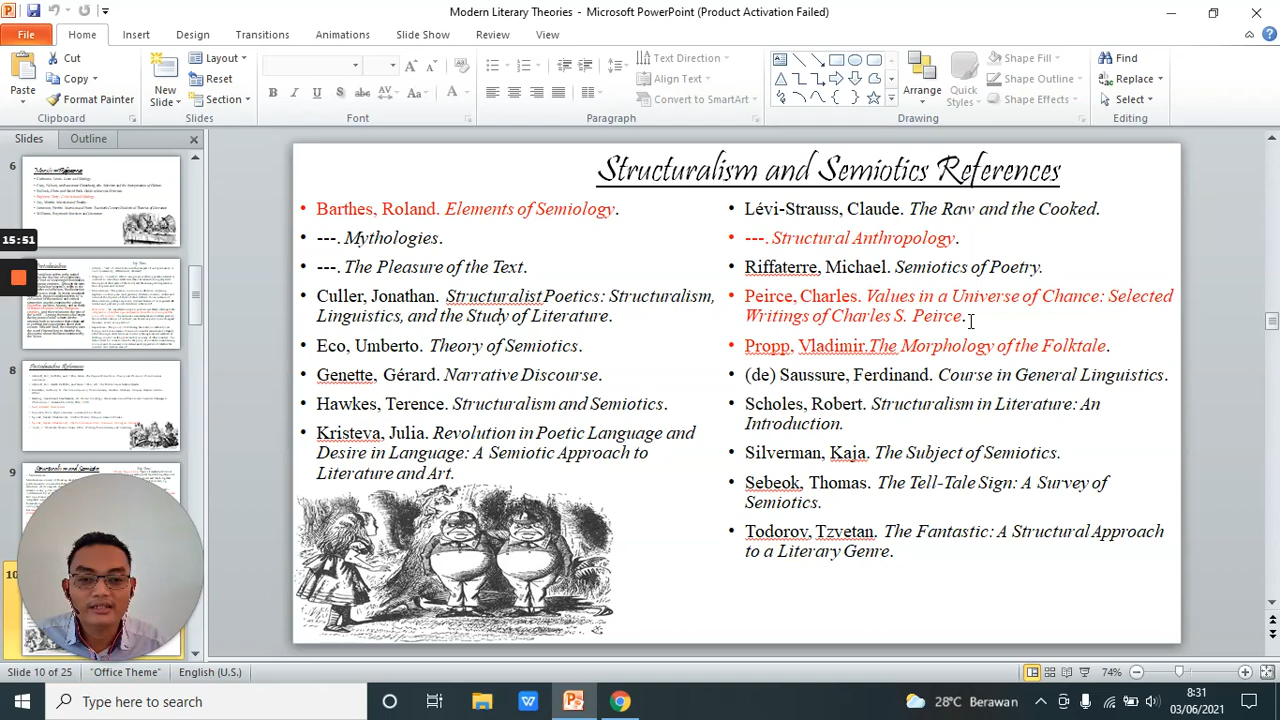 Modern Literary Theories - Microsoft PowerPoint (Product Activation Failed)
File Home Insert Design Transitions Animations Slide Show Review View
Paste
Cut
Copy
Format Painter
Clipboard
New
Slide
Layout
Reset
Section
Slides
B I U S abc AV Aa A
Font
Text Direction
Align Text
Convert to SmartArt
Paragraph
Arrange
Quick
Styles
Shape Fill
Shape Outline
Shape Effects
Drawing
Find
Replace
Select
Editing
Slides Outline
6
15:51
8
9
10
Structuralism and Semiotics References
• Barthes, Roland. Elements of Semiology.
• ---. Mythologies.
• ---. The Pleasure of the Text.
• Culler, Jonathan. Structuralist Poetics: Structuralism,
Linguistics, and the Study of Literature.
• Eco, Umberto. Theory of Semiotics.
• Genette, Gérard. Narrative Discourse.
• Hawkes, Terence. Structuralism and Semiotics.
• Kristeva, Julia. Revolution in Poetic Language and
Desire in Language: A Semiotic Approach to
Literature and Art
• Lévi-Strauss, Claude. The Raw and the Cooked.
• ---. Structural Anthropology.
• Riffaterre, Michael. Semiotics of Poetry.
• Peirce, Charles. Values in a Universe of Chance: Selected
Writings of Charles S. Peirce.
• Propp, Vladimir. The Morphology of the Folktale.
• (de) Saussure, Ferdinand. Course in General Linguistics.
• Scholes, Robert. Structuralism in Literature: An
Introduction.
• Silverman, Kaja. The Subject of Semiotics.
• Sebeok, Thomas. The Tell-Tale Sign: A Survey of
Semiotics.
• Todorov, Tzvetan. The Fantastic: A Structural Approach
to a Literary Genre.
Slide 10 of 25 "Office Theme" English (U.S.) 74%
Type here to search
28°C Berawan
8:31
03/06/2021